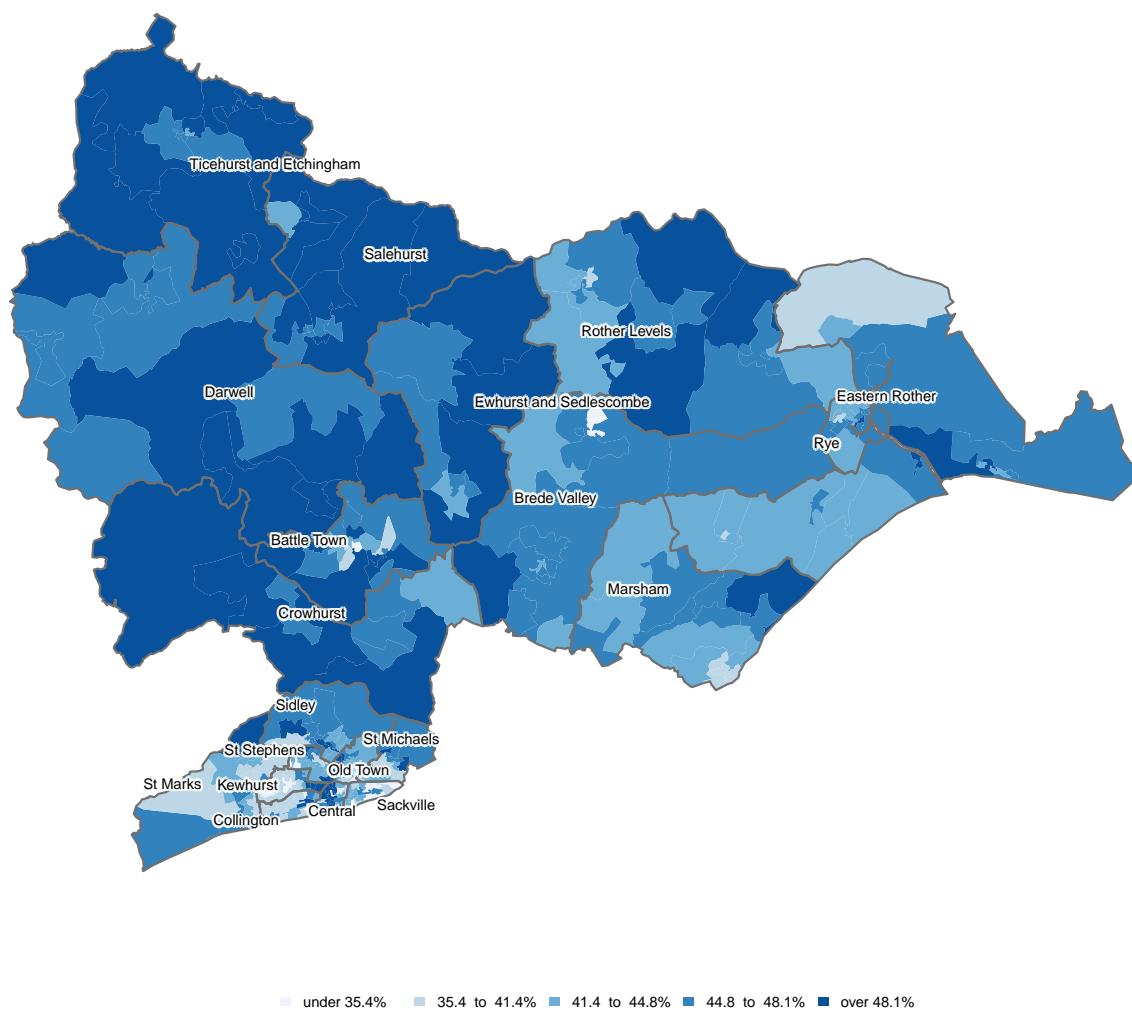 Ticehurst and Etchingham
Salehurst
Rother Levels
Darwell
Eastern Rother
Ewhurst and Sedlescombe
Rye
Brede Valley
Battle Town
Marsham
Crowhurst
Sidley
St Michaels
St Stephens
Old Town
St Marks
Kewhurst
Sackville
Central
Collington
under 35.4%
35.4 to 41.4%
41.4 to 44.8%
44.8 to 48.1%
over 48.1%